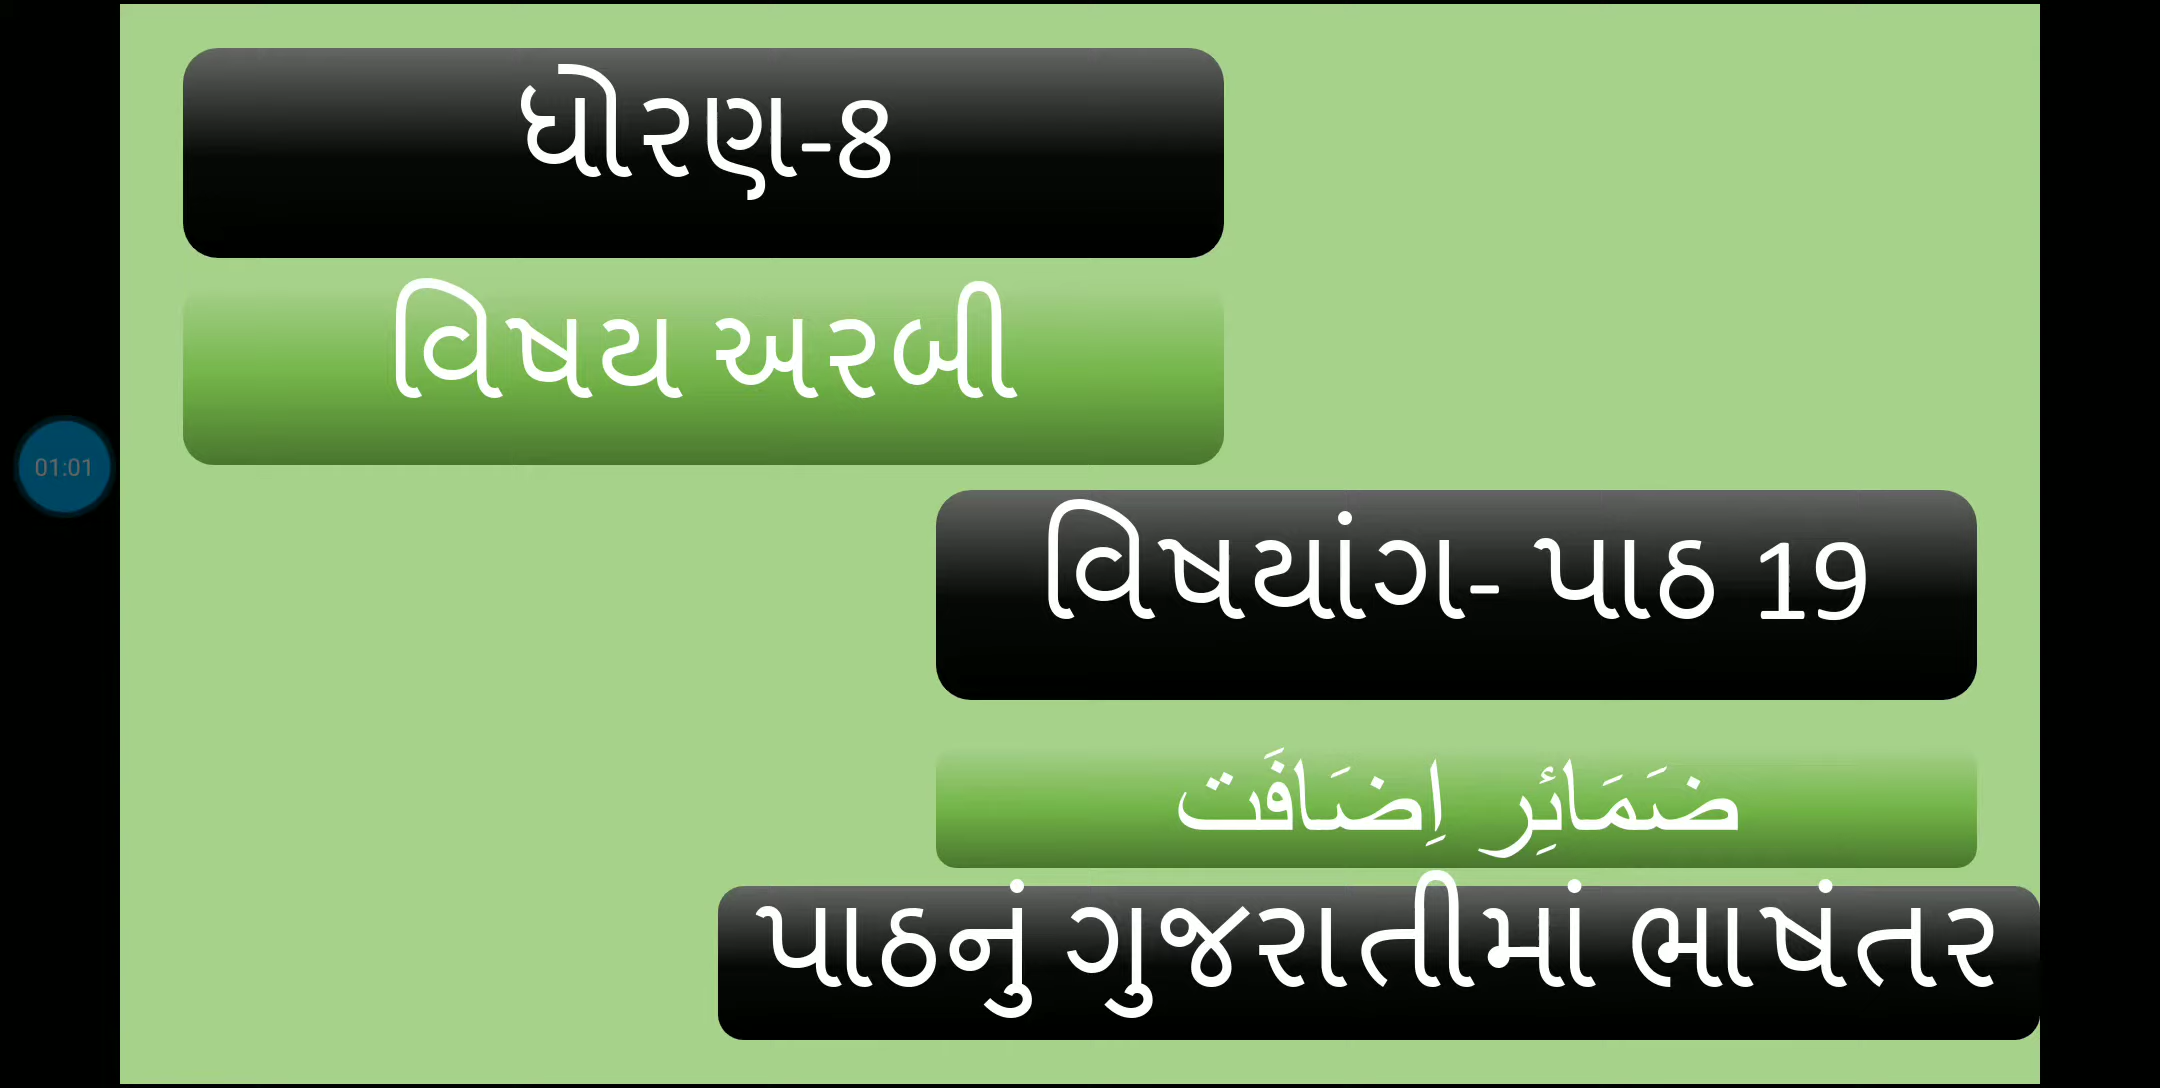 ધોરણ-8
વિષય અરબી
01:01
વિષયાંગ- પાઠ 19
ضَمَائِر اِضَافَت
પાઠનું ગુજરાતીમાં ભાષંતર